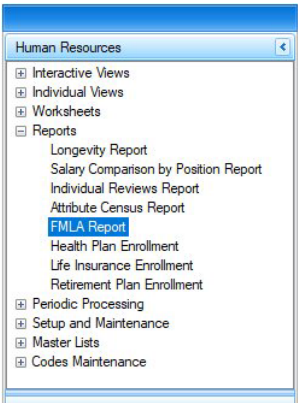 Human Resources
Interactive Views
Individual Views
Worksheets
Reports
Longevity Report
Salary Comparison by Position Report
Individual Reviews Report
Attribute Census Report
FMLA Report
Health Plan Enrollment
Life Insurance Enrollment
Retirement Plan Enrollment
Periodic Processing
Setup and Maintenance
Master Lists
Codes Maintenance